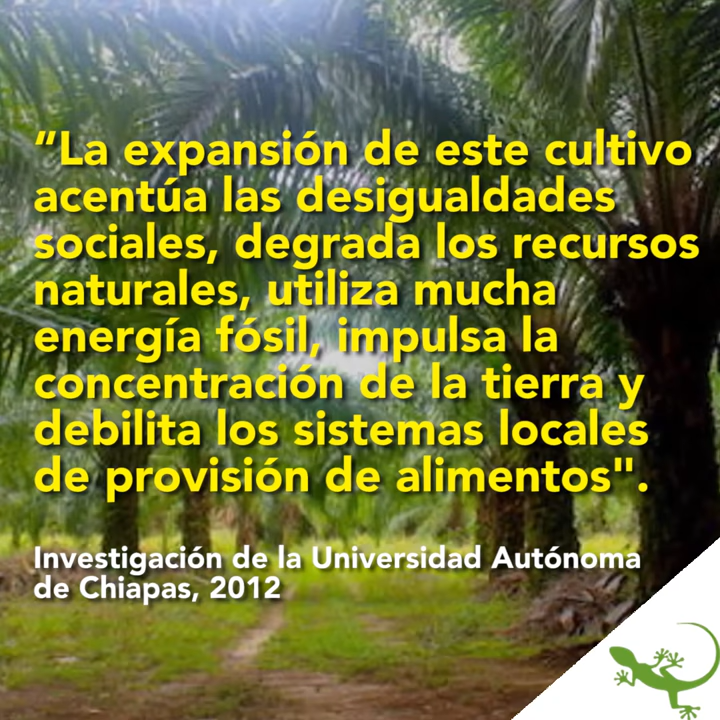 “La expansión de este cultivo
acentúa las desigualdades
sociales, degrada los recursos
naturales, utiliza mucha
energía fósil, impulsa la
concentración de la tierra y
debilita los sistemas locales
de provisión de alimentos".
Investigación de la Universidad Autónoma
de Chiapas, 2012